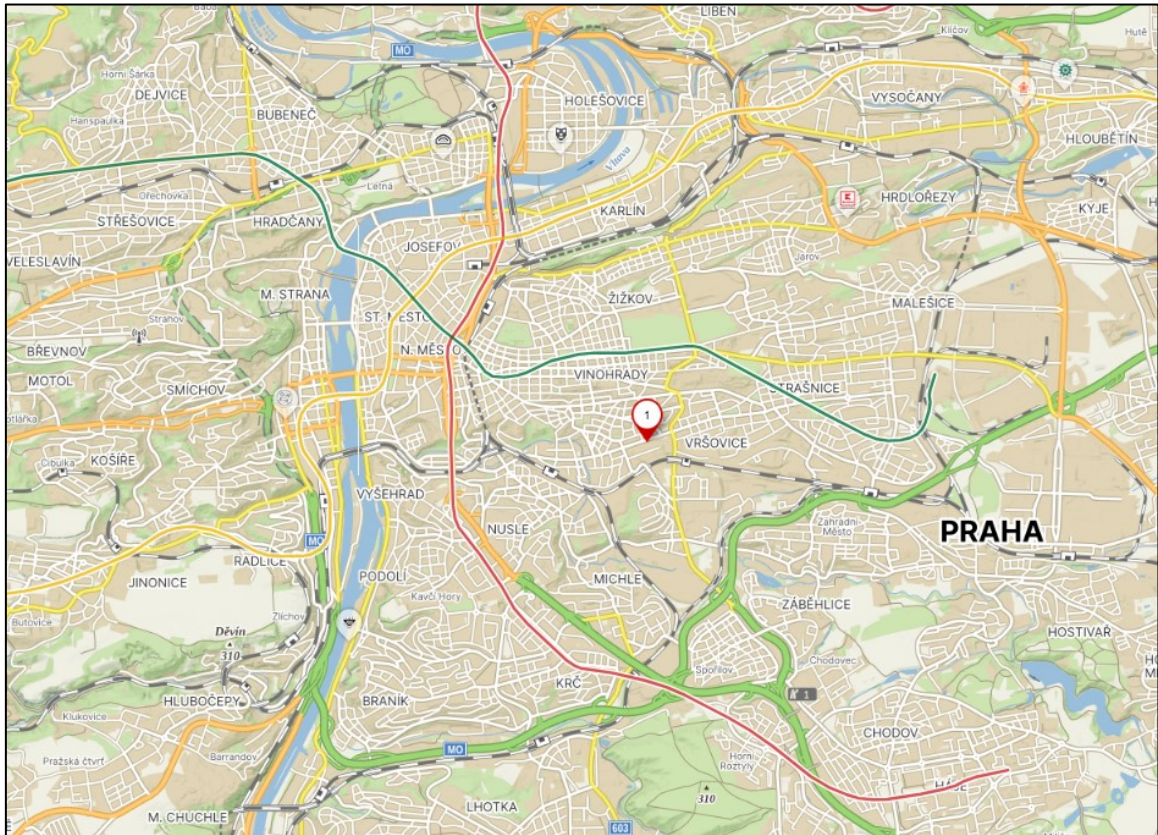 LIBEŇ
Klíčov
Hutě
MO
Horní Šárka
DEJVICE
Hanspaulka
BUBENEČ
HOLEŠOVICE
VYSOČANY
HLOUBĚTÍN
Vltava
Letná
Ořechovka
STŘEŠOVICE
HRADČANY
KARLÍN
HRDLOŘEZY
KYJE
JOSEFOV
VELESLAVÍN
Jarov
M. STRANA
ŽIŽKOV
MALEŠICE
Strahov
ST. MĚSTO
BŘEVNOV
N. MĚSTO
VINOHRADY
MOTOL
SMÍCHOV
STRAŠNICE
1
VRŠOVICE
KOŠÍŘE
Cibulka
VYŠEHRAD
NUSLE
Zahradní
Město
PRAHA
MO
RADLICE
JINONICE
PODOLÍ
MICHLE
Kavčí Hory
ZÁBĚHLICE
Butovice
Zlíchov
HOSTIVAŘ
Děvín
310
Chodovec
Spořilov
KRČ
HLUBOČEPY
BRANÍK
1
Klukovice
CHODOV
MO
Barrandov
Pražská čtvrť
Horní
Roztyly
HÁJE
310
LHOTKA
M. CHUCHLE
603